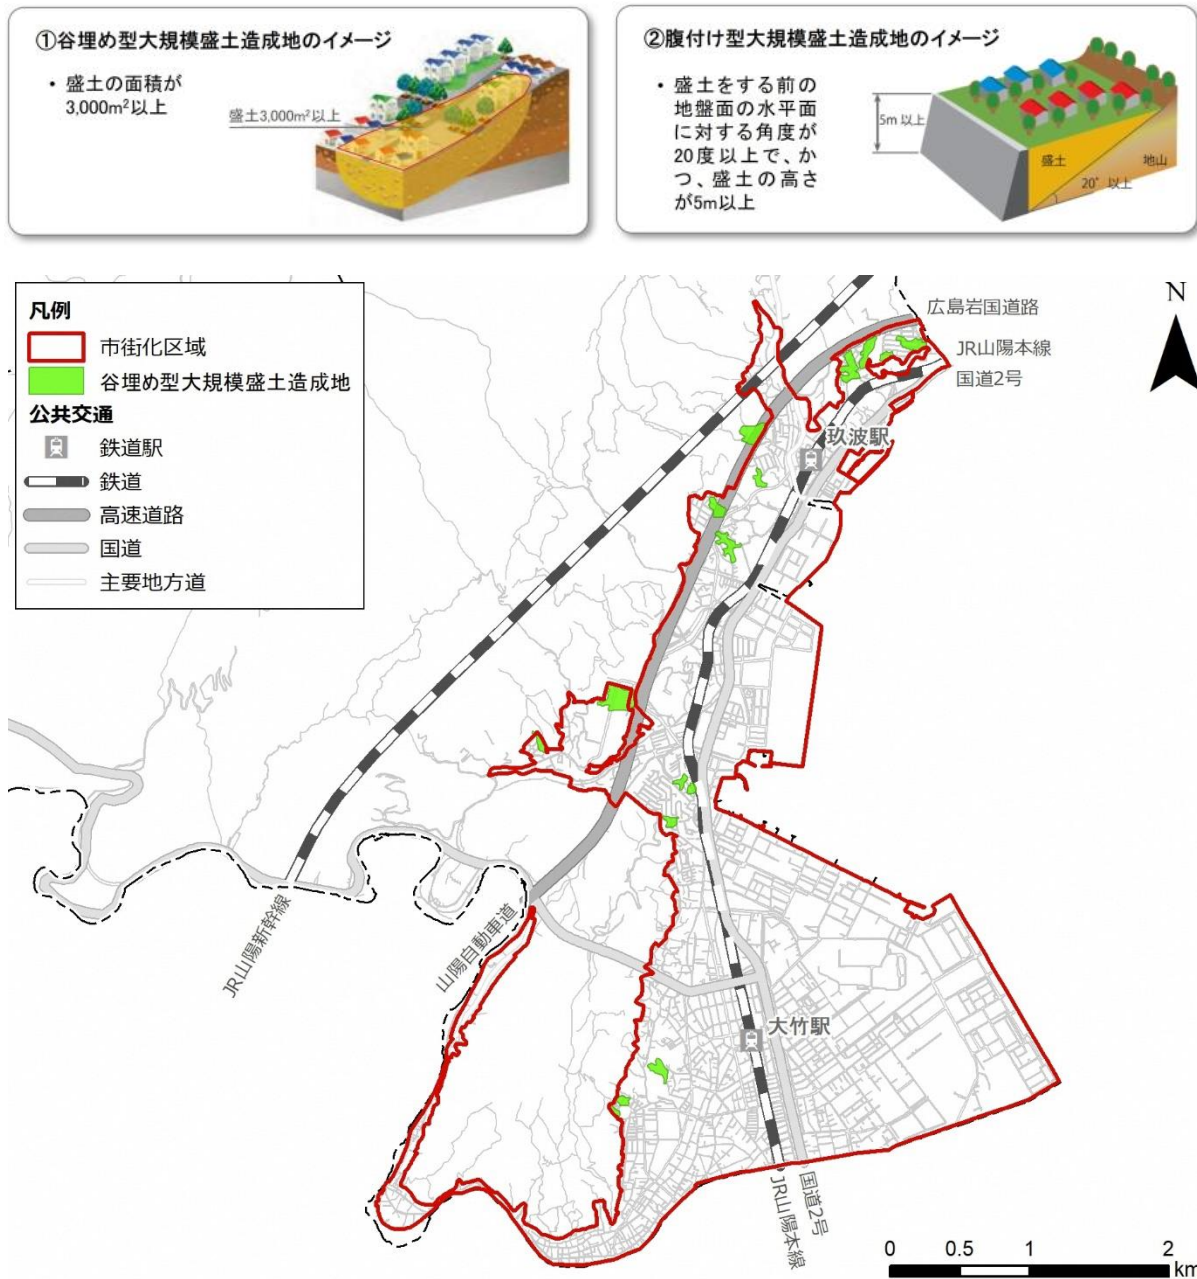 ①谷埋め型大規模盛土造成地のイメージ
• 盛土の面積が
3,000m²以上
盛土3,000m²以上
②腹付け型大規模盛土造成地のイメージ
• 盛土をする前の
地盤面の水平面
に対する角度が
20度以上で、か
つ、盛土の高さ
が5m以上
5m 以上
盛土
地山
20°以上
凡例
市街化区域
谷埋め型大規模盛土造成地
公共交通
鉄道駅
鉄道
高速道路
国道
主要地方道
N
広島岩国道路
JR山陽本線
国道2号
玖波駅
JR山陽新幹線
山陽自動車道
大竹駅
JR山陽本線
国道2号
0 0.5 1 2
km